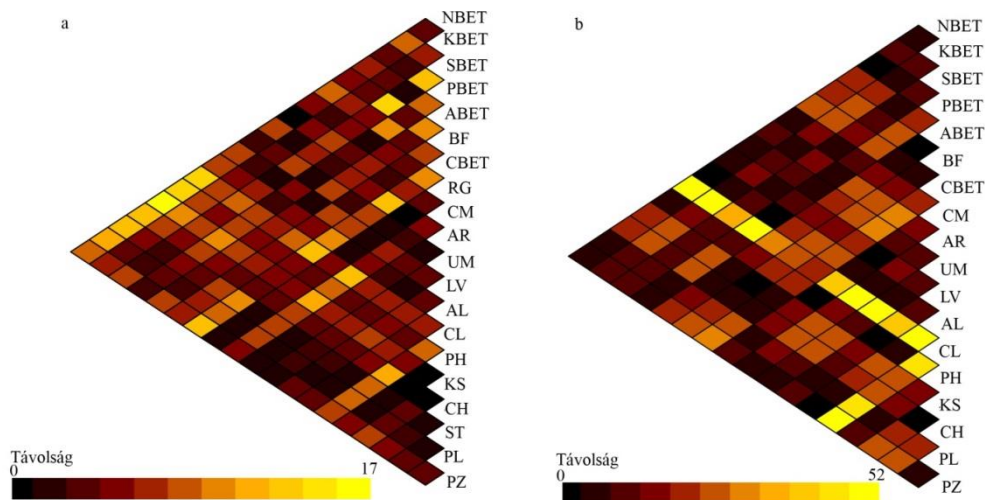 a
NBET
KBET
SBET
PBET
ABET
BF
CBET
RG
CM
AR
UM
LV
AL
CL
PH
KS
CH
ST
PL
PZ
Távolság
0 17
b
NBET
KBET
SBET
PBET
ABET
BF
CBET
CM
AR
UM
LV
AL
CL
PH
KS
CH
PL
PZ
Távolság
0 52